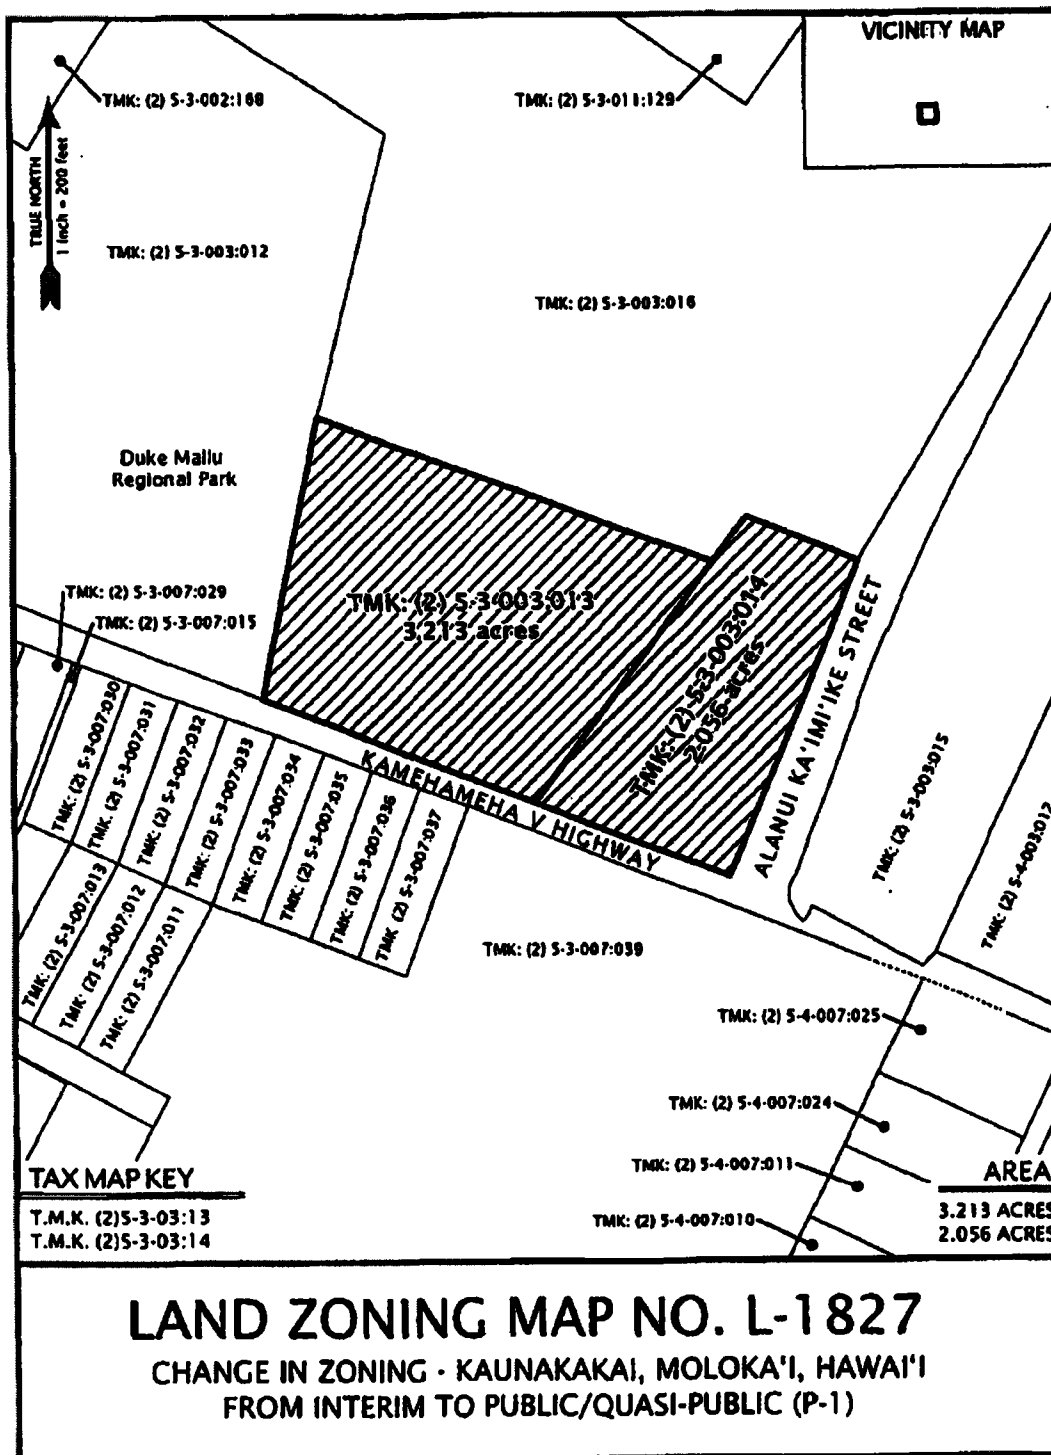 VICINITY MAP
TMK: (2) 5-3-002:168
TMK: (2) 5-3-011:129
TRUE NORTH
1 inch = 200 feet
TMK: (2) 5-3-003:012
TMK: (2) 5-3-003:016
Duke Maliu
Regional Park
TMK: (2) 5-3-007:029
TMK: (2) 5-3-007:015
TMK: (2) 5-3-003:013
3.213 acres
TMK: (2) 5-3-003:014
2.056 acres
ALANUI KA'IMI'IKE STREET
KAMEHAMEHA V HIGHWAY
TMK: (2) 5-3-007:030
TMK: (2) 5-3-007:031
TMK: (2) 5-3-007:032
TMK: (2) 5-3-007:033
TMK: (2) 5-3-007:034
TMK: (2) 5-3-007:035
TMK: (2) 5-3-007:036
TMK (2) 5-3-007:037
TMK: (2) 5-3-003:015
TMK: (2) 5-4-003:012
TMK: (2) 5-3-007:013
TMK: (2) 5-3-007:012
TMK: (2) 5-3-007:011
TMK: (2) 5-3-007:039
TMK: (2) 5-4-007:025
TMK: (2) 5-4-007:024
TMK: (2) 5-4-007:011
TMK: (2) 5-4-007:010
TAX MAP KEY
T.M.K. (2)5-3-03:13
T.M.K. (2)5-3-03:14
AREA
3.213 ACRES
2.056 ACRES
LAND ZONING MAP NO. L-1827
CHANGE IN ZONING - KAUNAKAKAI, MOLOKA'I, HAWAI'I
FROM INTERIM TO PUBLIC/QUASI-PUBLIC (P-1)